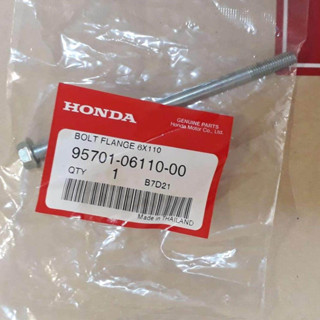 HONDA
GENUINE PARTS
Honda Motor Co., Ltd.
BOLT FLANGE 6X110
95701-06110-00
QTY 1 B7D21
Made in THAILAND